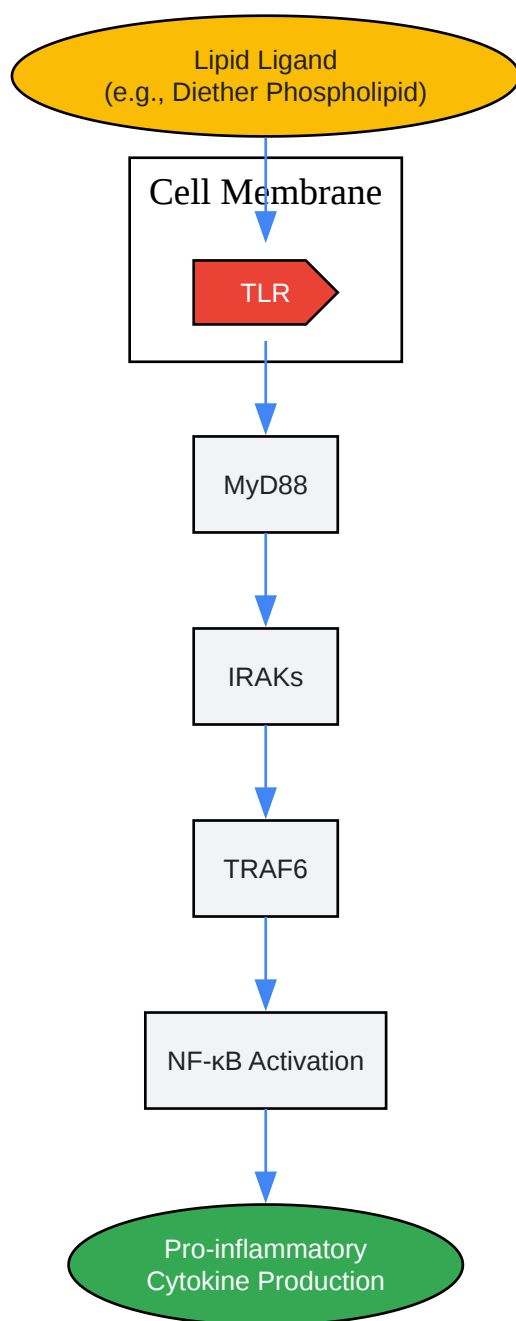 Lipid Ligand
(e.g., Diether Phospholipid)
Cell Membrane
TLR
MyD88
IRAKs
TRAF6
NF-κB Activation
Pro-inflammatory
Cytokine Production